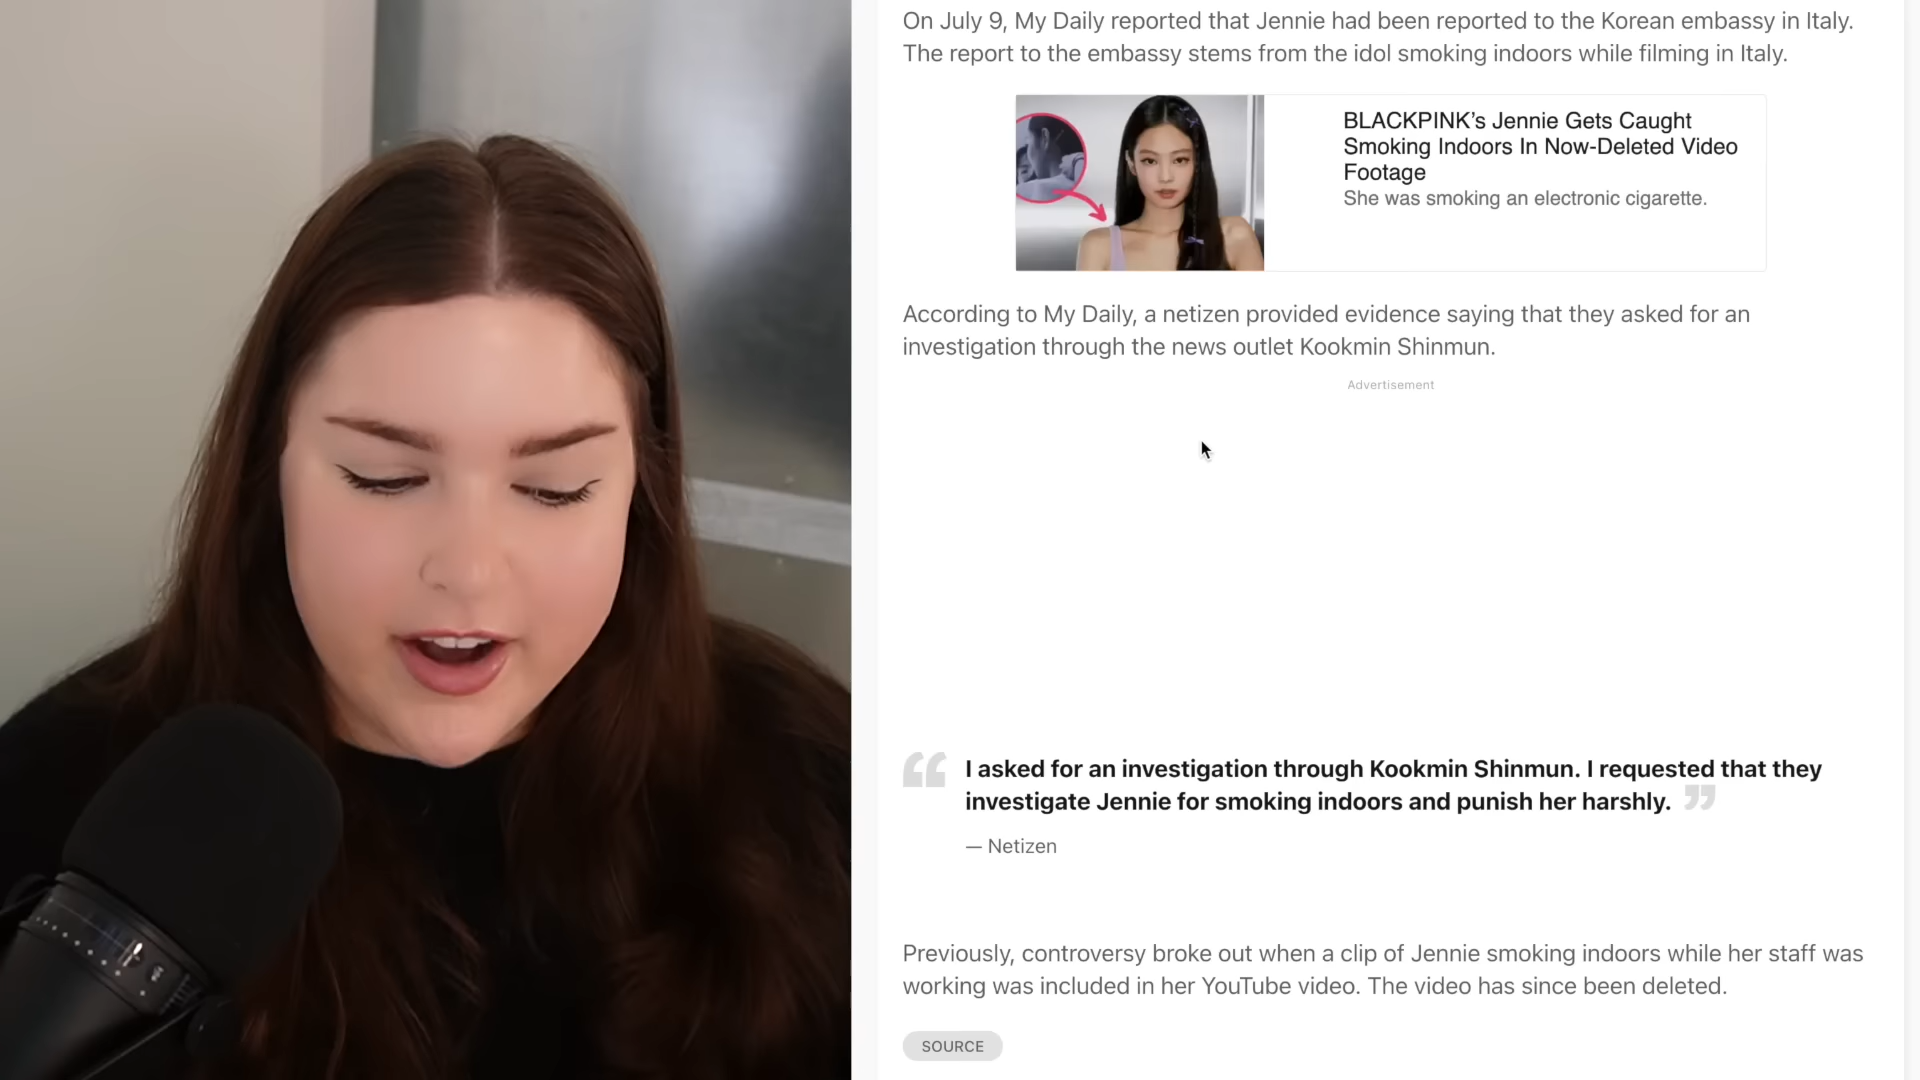 On July 9, My Daily reported that Jennie had been reported to the Korean embassy in Italy.
The report to the embassy stems from the idol smoking indoors while filming in Italy.
BLACKPINK’s Jennie Gets Caught
Smoking Indoors In Now-Deleted Video
Footage
She was smoking an electronic cigarette.
According to My Daily, a netizen provided evidence saying that they asked for an
investigation through the news outlet Kookmin Shinmun.
Advertisement
“I asked for an investigation through Kookmin Shinmun. I requested that they
investigate Jennie for smoking indoors and punish her harshly.”
— Netizen
Previously, controversy broke out when a clip of Jennie smoking indoors while her staff was
working was included in her YouTube video. The video has since been deleted.
SOURCE